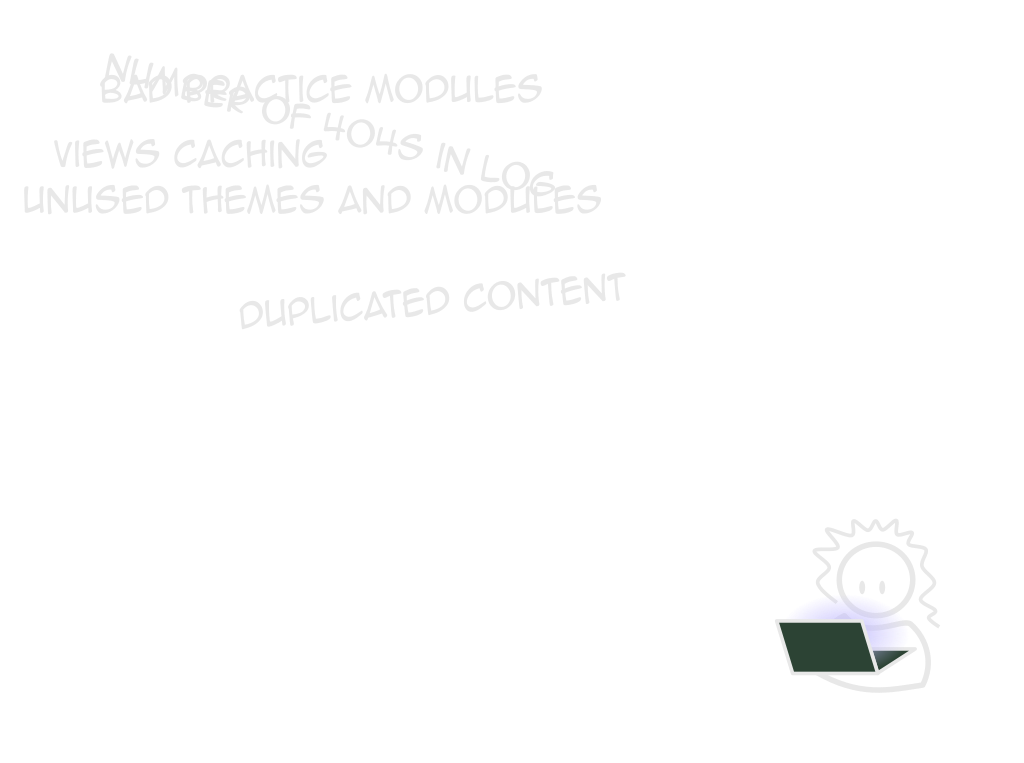 NUMBER OF 404S IN LOG
BAD PRACTICE MODULES
VIEWS CACHING
UNUSED THEMES AND MODULES
DUPLICATED CONTENT